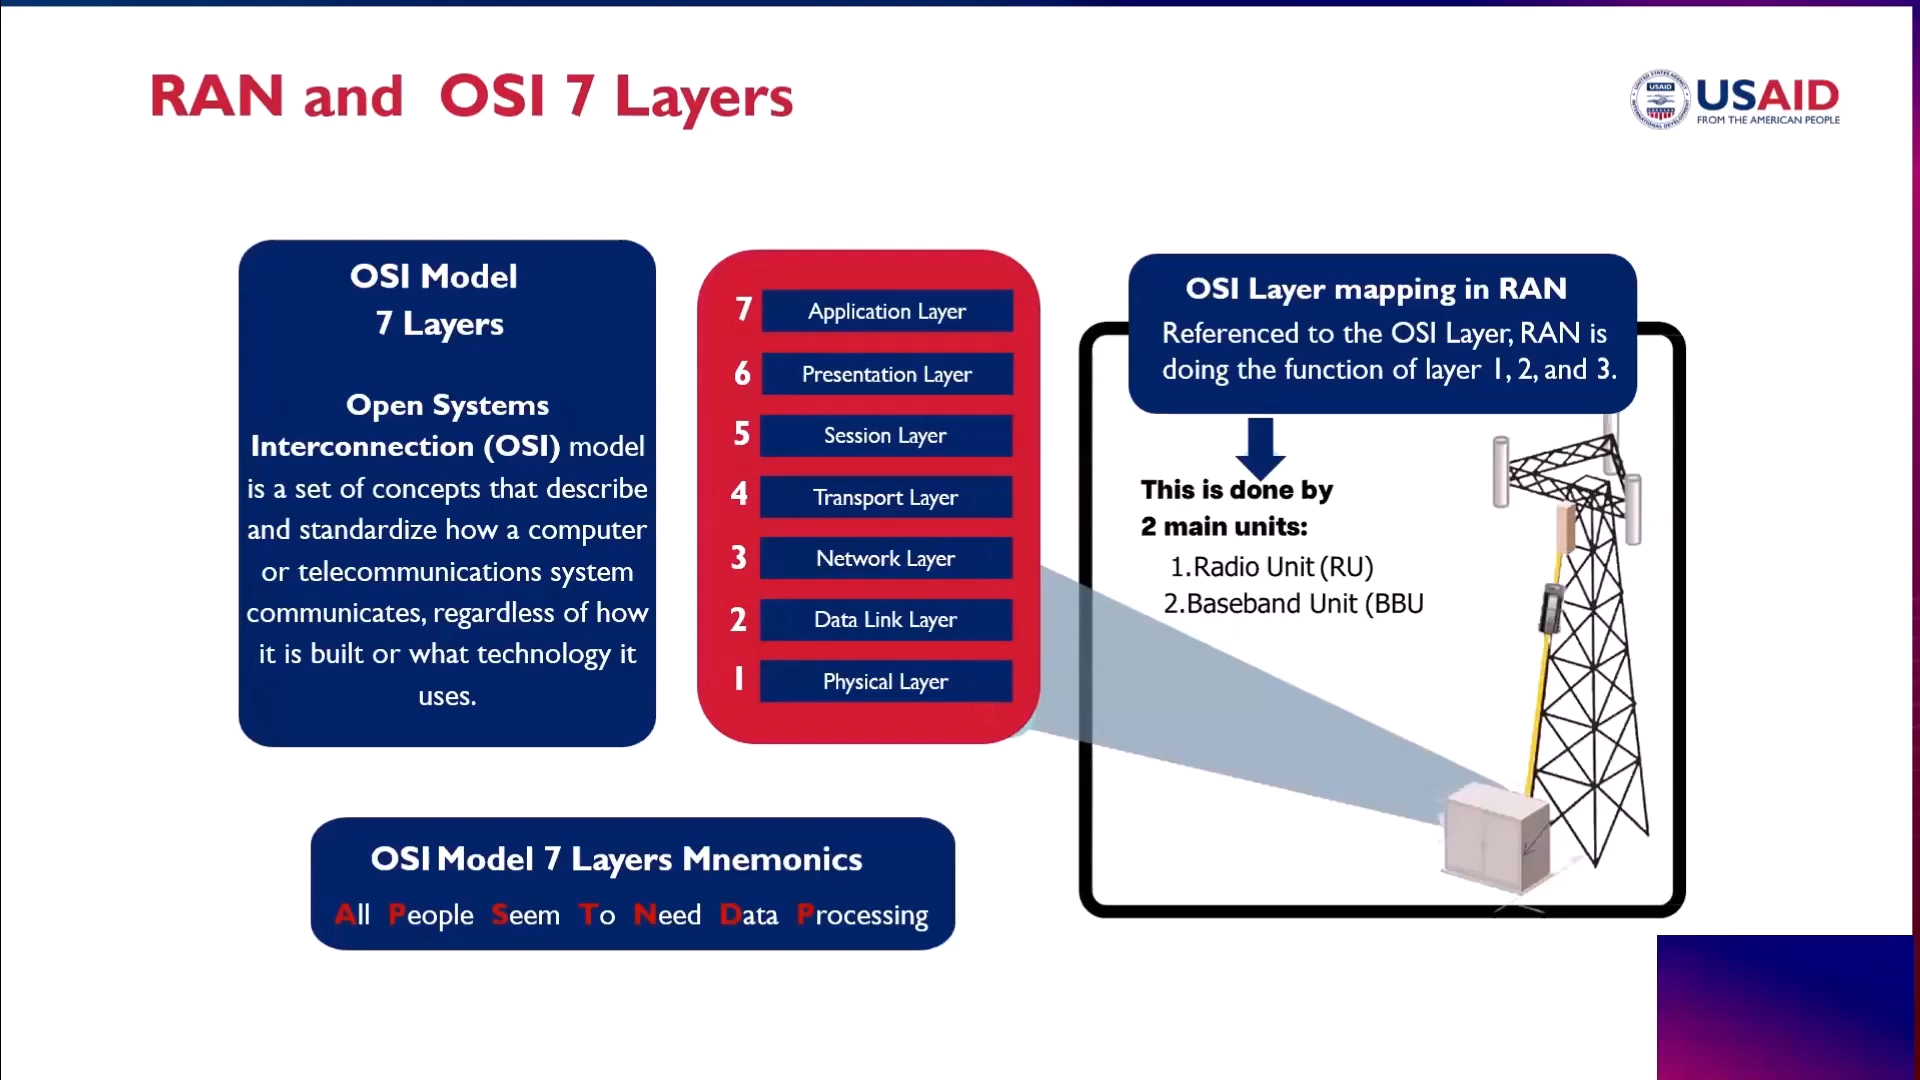 RAN and OSI 7 Layers
USAID
FROM THE AMERICAN PEOPLE
OSI Model
7 Layers
Open Systems
Interconnection (OSI) model
is a set of concepts that describe
and standardize how a computer
or telecommunications system
communicates, regardless of how
it is built or what technology it
uses.
7 Application Layer
6 Presentation Layer
5 Session Layer
4 Transport Layer
3 Network Layer
2 Data Link Layer
1 Physical Layer
OSI Layer mapping in RAN
Referenced to the OSI Layer, RAN is
doing the function of layer 1, 2, and 3.
This is done by
2 main units:
1.Radio Unit (RU)
2.Baseband Unit (BBU
OSI Model 7 Layers Mnemonics
All People Seem To Need Data Processing